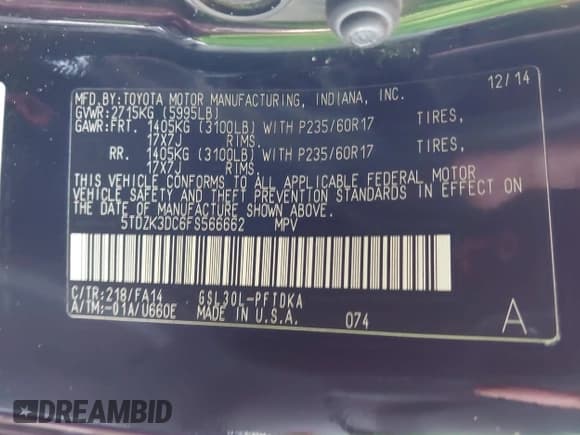 12/14
MFD.BY:TOYOTA MOTOR MANUFACTURING, INDIANA, INC.
GVWR:2715KG (5995LB)
GAWR:FRT. 1405KG (3100LB) WITH P235/60R17 TIRES,
17X7J RIMS.
RR. 1405KG (3100LB) WITH P235/60R17 TIRES,
17X7J RIMS.
THIS VEHICLE CONFORMS TO ALL APPLICABLE FEDERAL MOTOR
VEHICLE SAFETY AND THEFT PREVENTION STANDARDS IN EFFECT ON
THE DATE OF MANUFACTURE SHOWN ABOVE.
5TDZK3DC6FS566662 MPV
C/TR:218/FA14 GSL30L-PFTDKA
A/TM:-01A/U660E MADE IN U.S.A. 074 A
DREAMBID